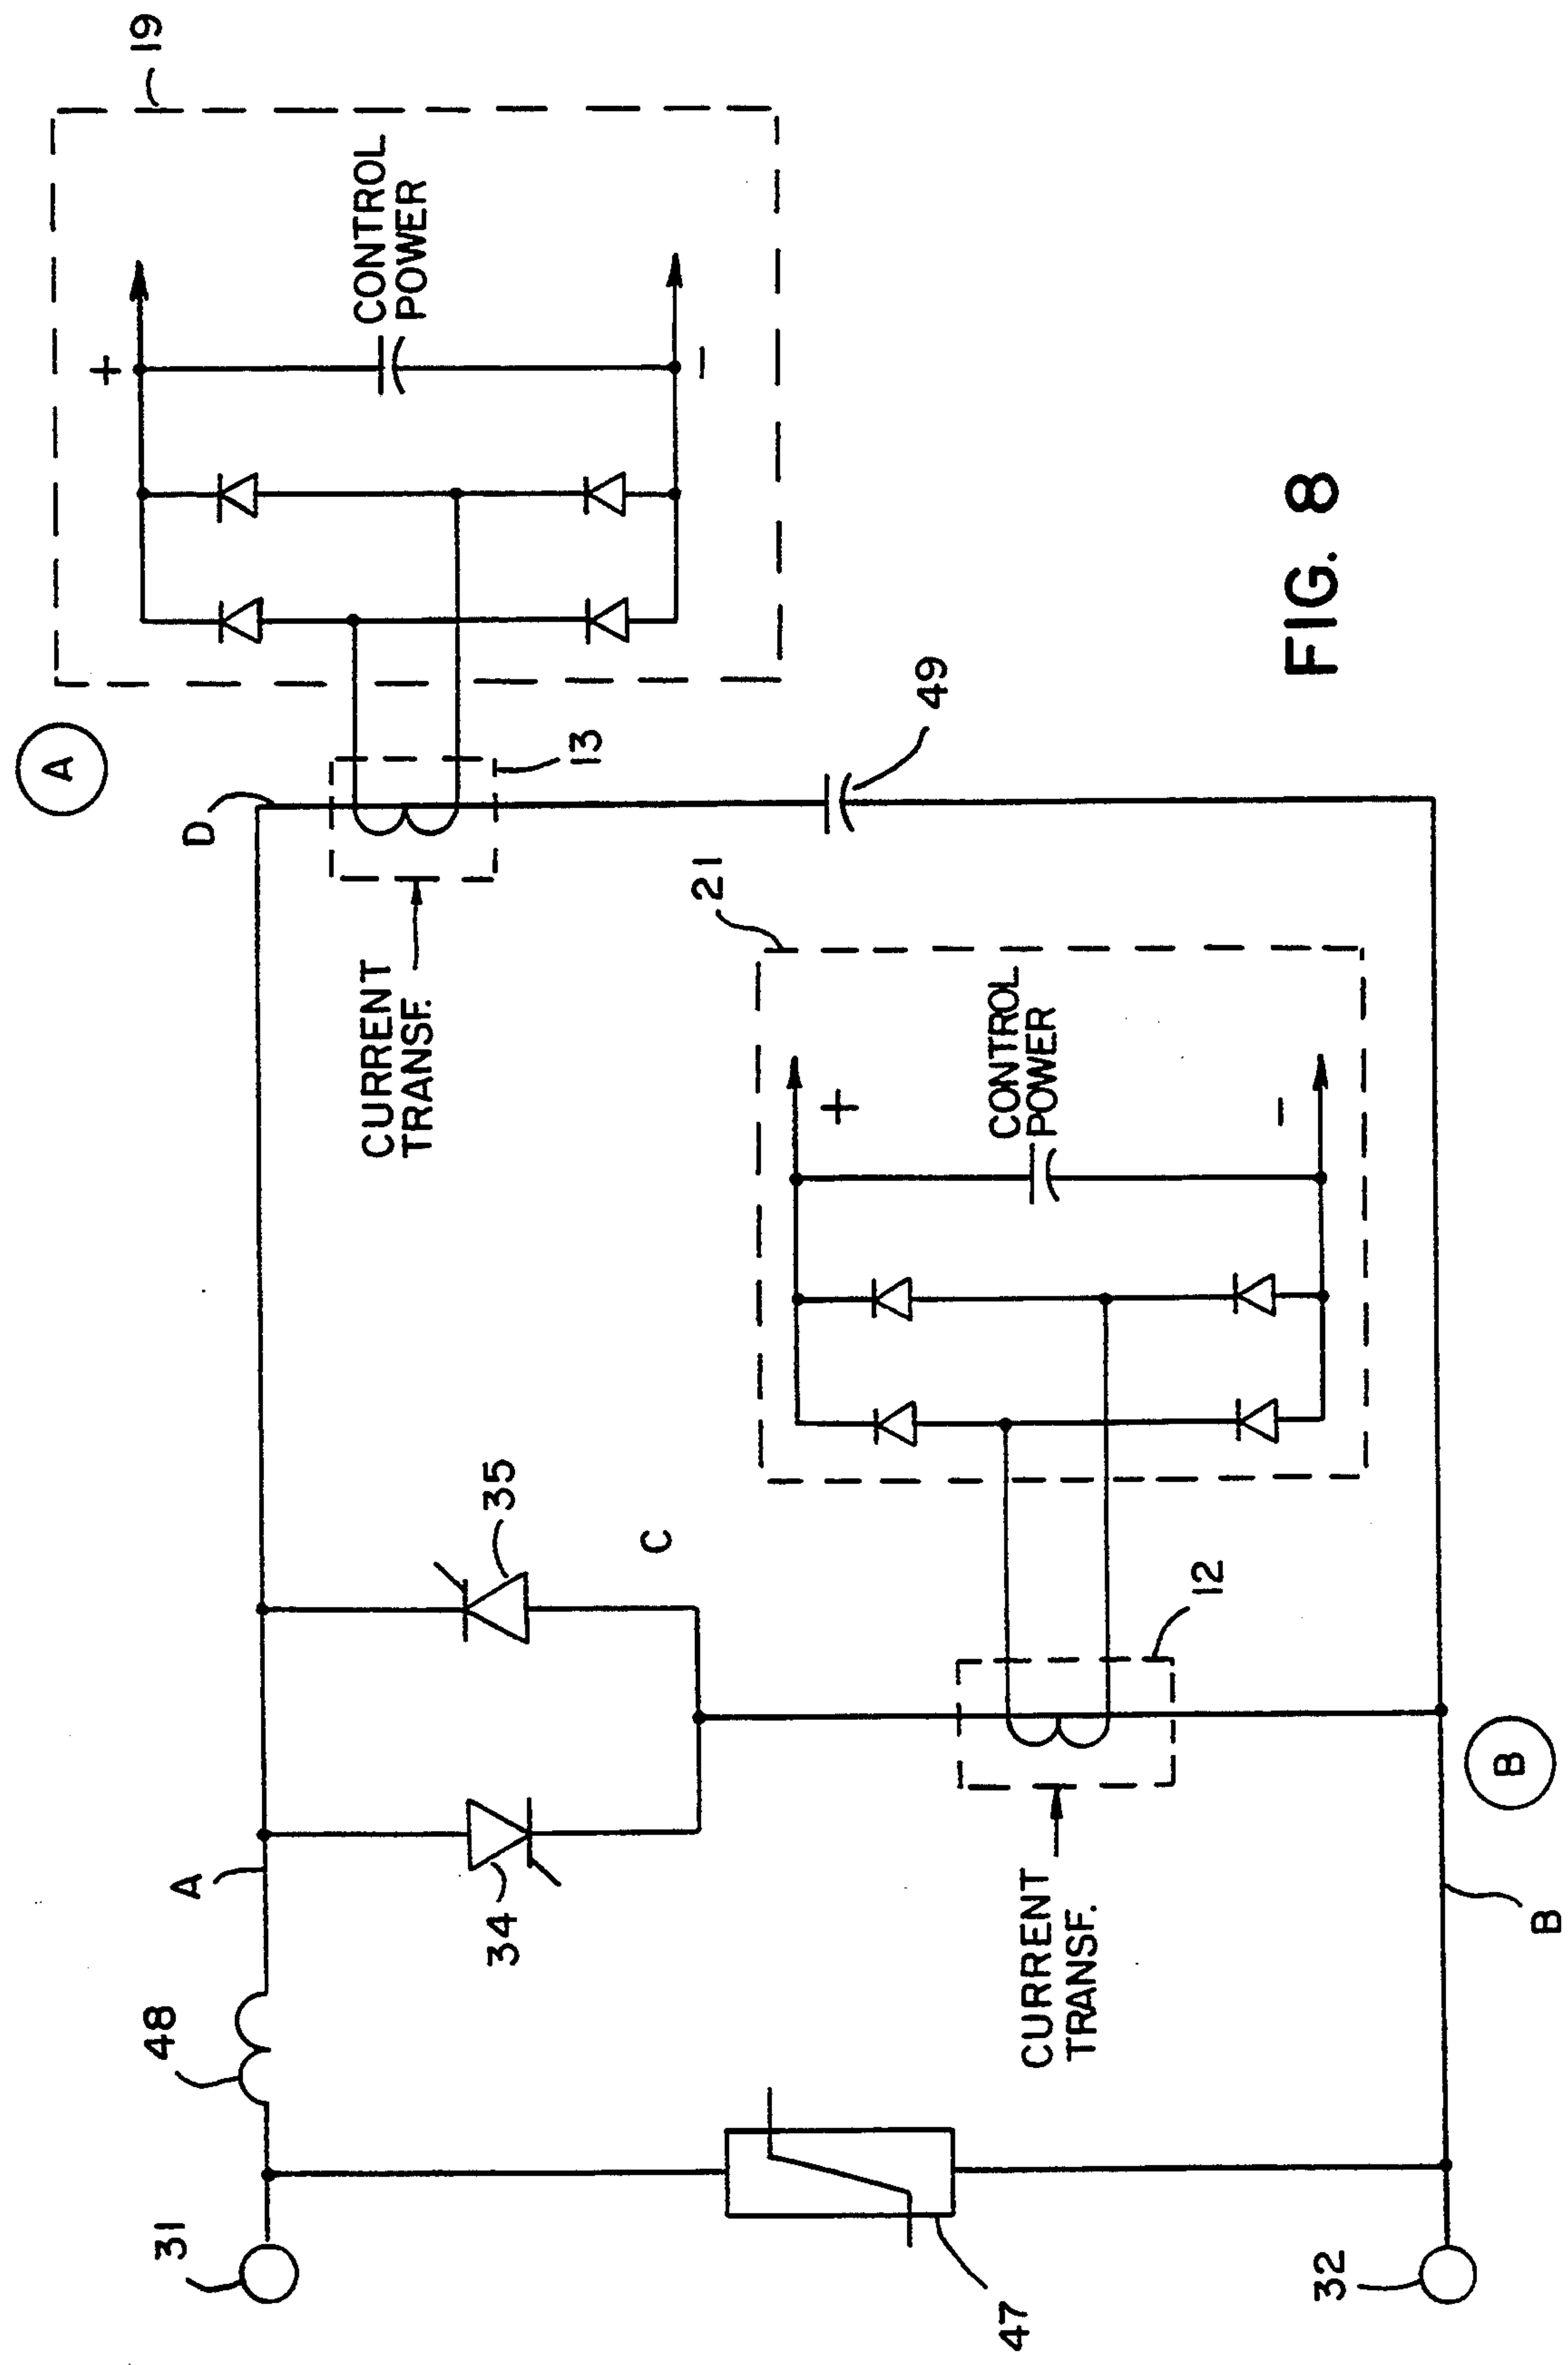 A
19
D
+
CONTROL
POWER
-
CURRENT
TRANSF.
13
49
21
+
CONTROL
POWER
-
35
C
34
A
48
31
CURRENT
TRANSF.
12
B
B
47
32
FIG. 8